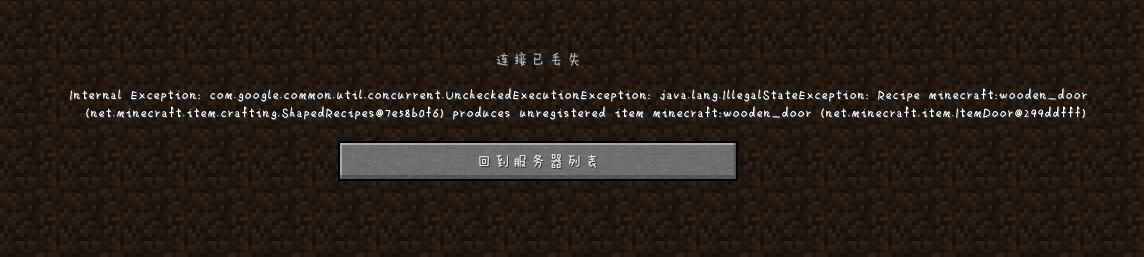 连接已丢失
Internal Exception: com.google.common.util.concurrent.UncheckedExecutionException: java.lang.IllegalStateException: Recipe minecraft:wooden_door
(net.minecraft.item.crafting.ShapedRecipes@7e58b0f6) produces unregistered item minecraft:wooden_door (net.minecraft.item.ItemDoor@299ddfff)
回到服务器列表